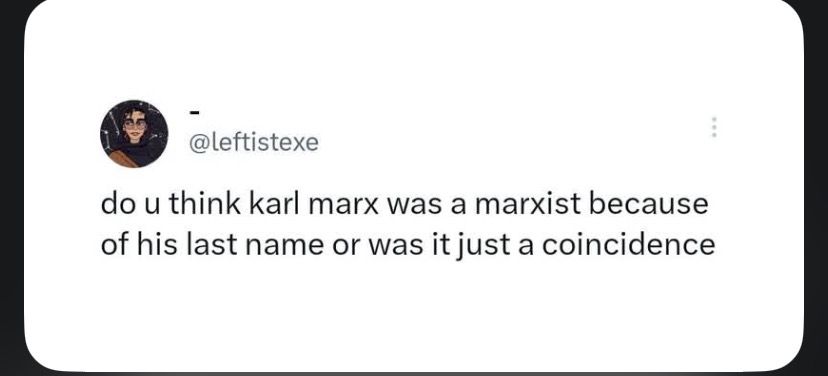 -
@leftistexe
do u think karl marx was a marxist because
of his last name or was it just a coincidence